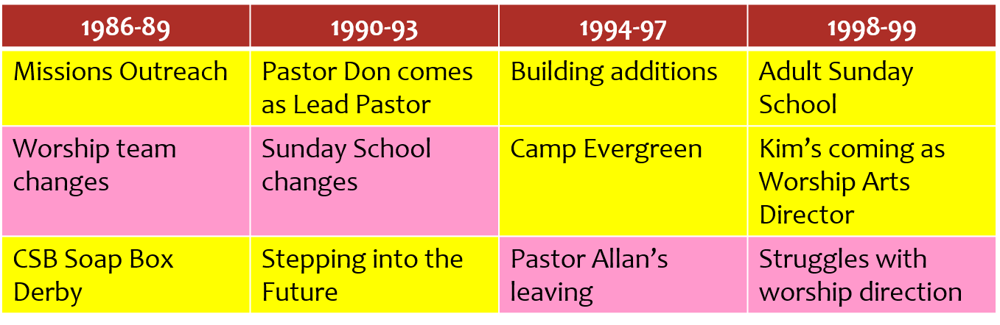 1986-89
1990-93
1994-97
1998-99
Missions Outreach
Pastor Don comes
as Lead Pastor
Building additions
Adult Sunday
School
Worship team
changes
Sunday School
changes
Camp Evergreen
Kim’s coming as
Worship Arts
Director
CSB Soap Box
Derby
Stepping into the
Future
Pastor Allan’s
leaving
Struggles with
worship direction